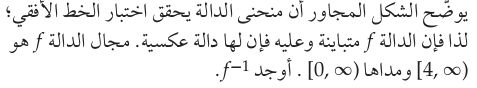 يوضّح الشكل المجاور أن منحنى الدالة يحقق اختبار الخط الأفقي؛
لذا فإن الدالة f متباينة وعليه فإن لها دالة عكسية. مجال الدالة f هو
[4, ∞) ومداها [0, ∞) . أوجد f⁻¹.